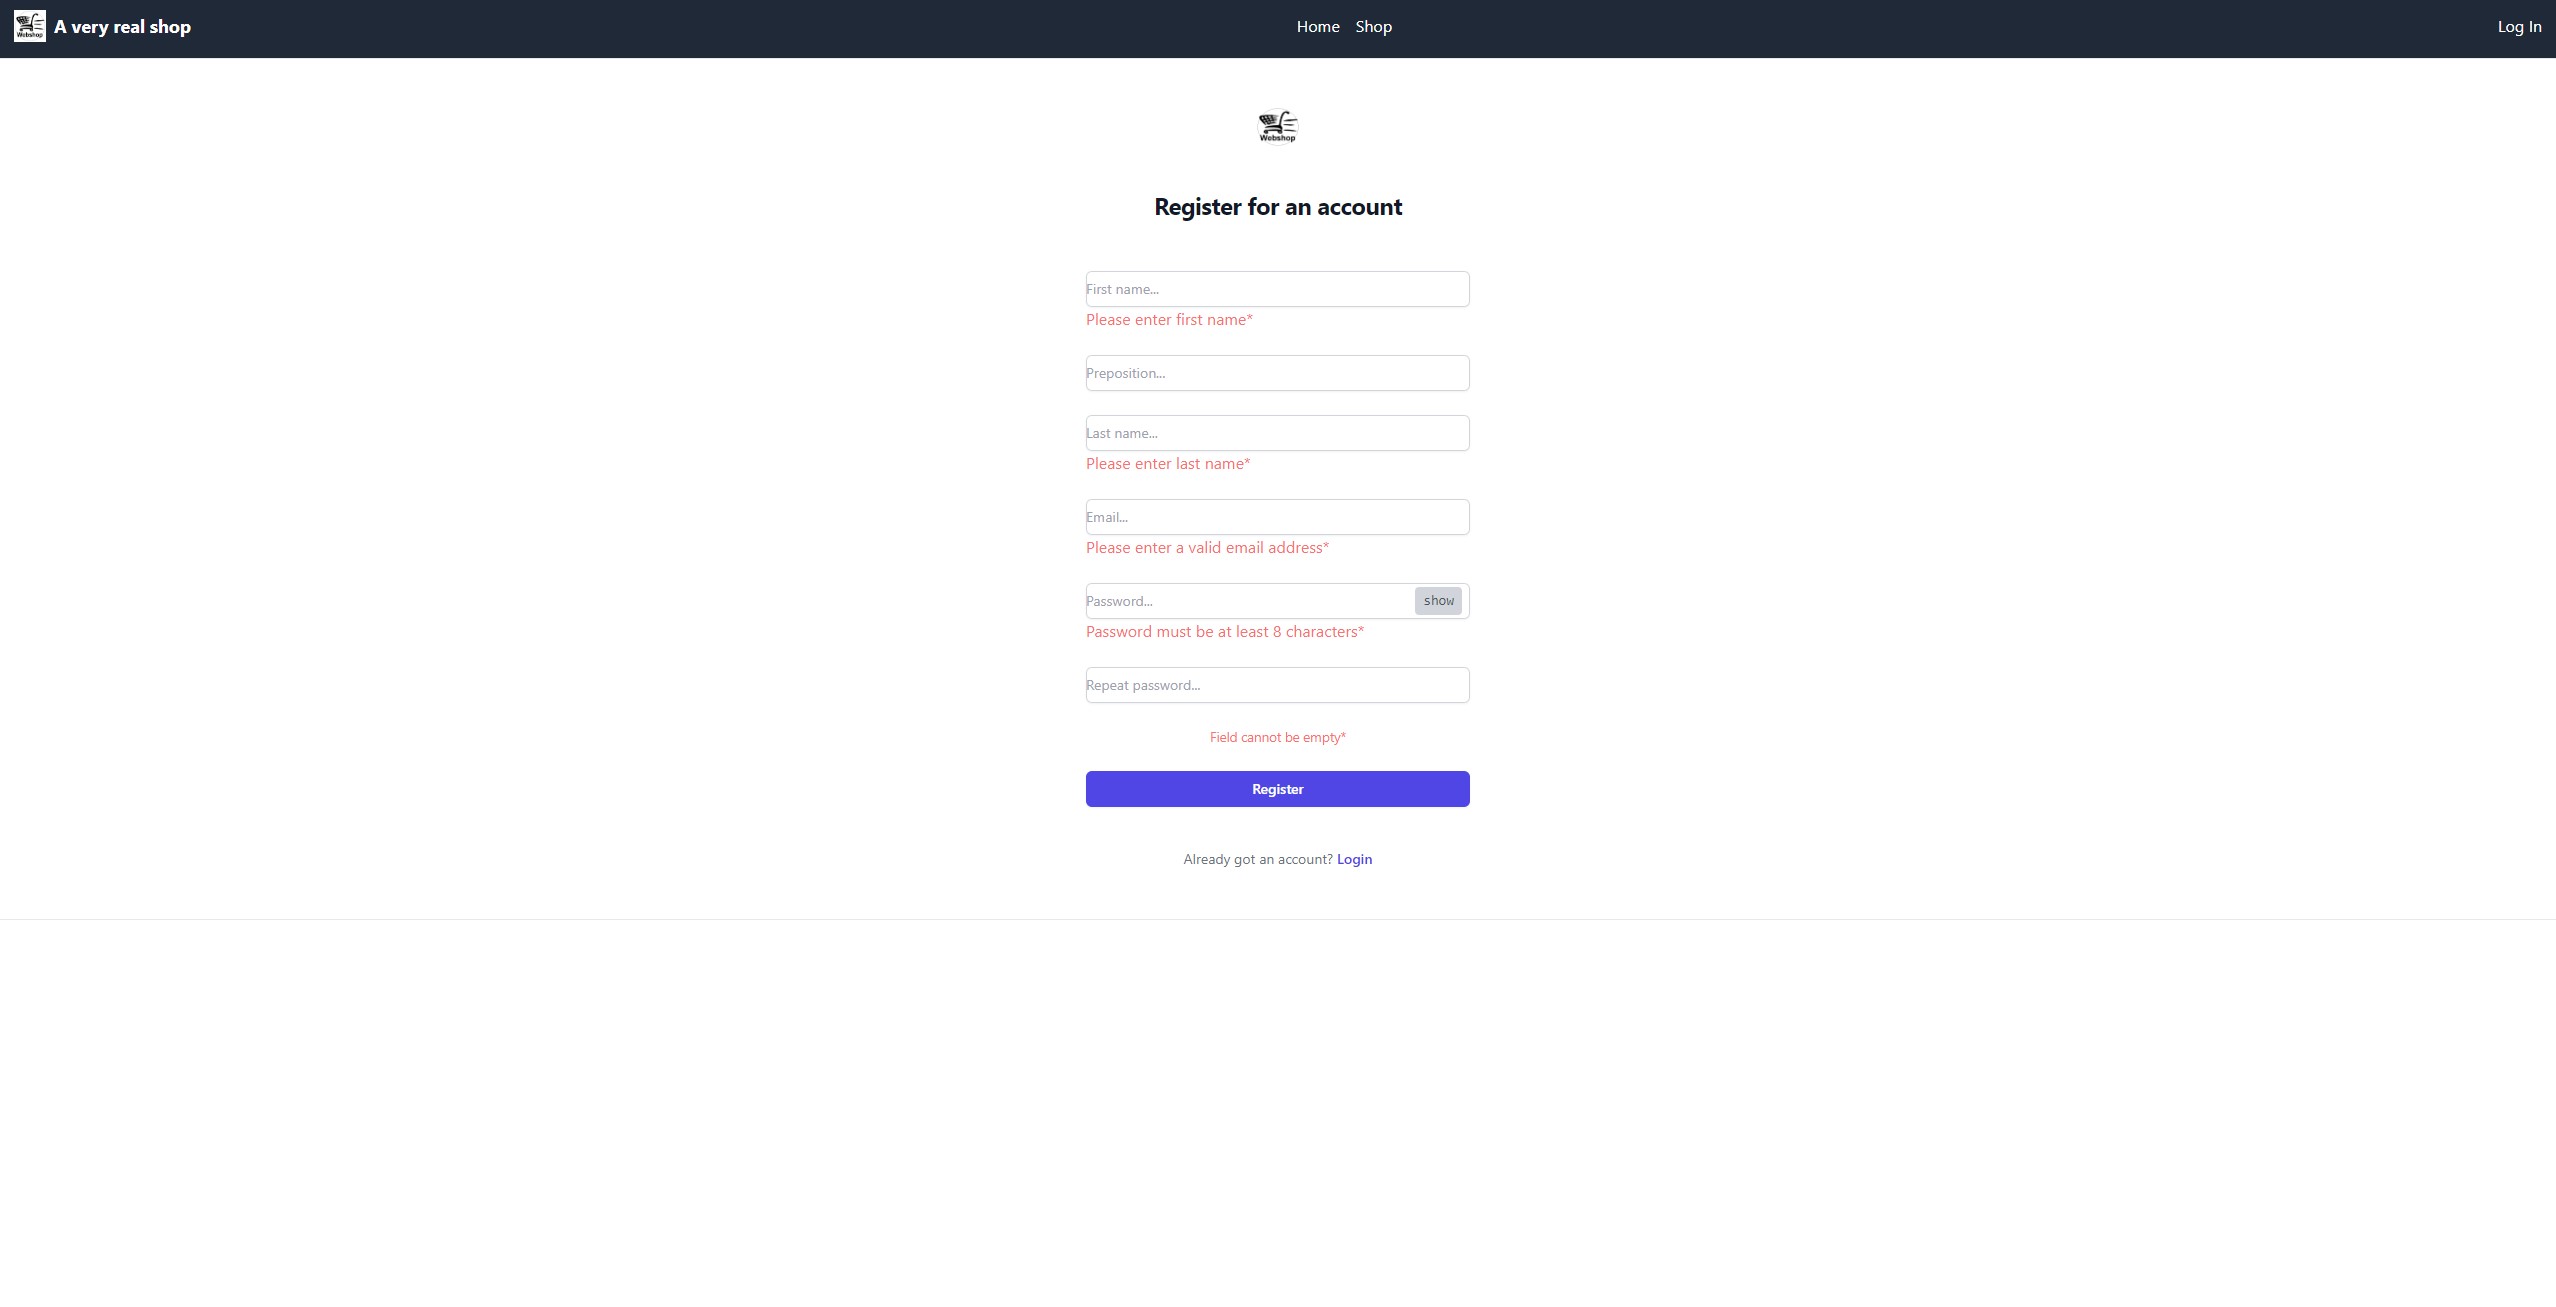 Webshop
A very real shop
Home Shop
Log In
Webshop
Register for an account
First name...
Please enter first name*
Preposition...
Last name...
Please enter last name*
Email...
Please enter a valid email address*
Password...
show
Password must be at least 8 characters*
Repeat password...
Field cannot be empty*
Register
Already got an account? Login